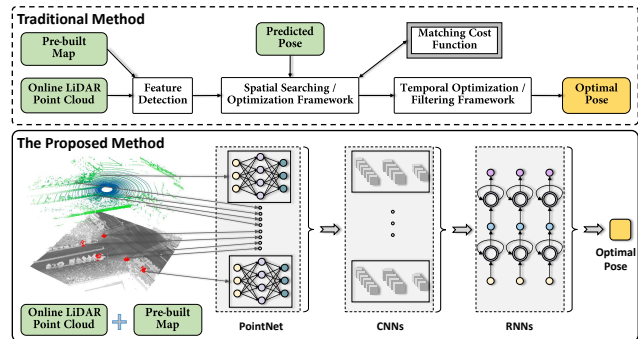 Traditional Method
Pre-built
Map
Predicted
Pose
Matching Cost
Function
Online LiDAR
Point Cloud
Feature
Detection
Spatial Searching /
Optimization Framework
Temporal Optimization /
Filtering Framework
Optimal
Pose
The Proposed Method
Optimal
Pose
Online LiDAR
Point Cloud
Pre-built
Map
PointNet
CNNs
RNNs